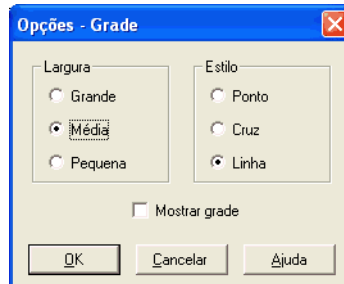 Opções - Grade
Largura
Grande
Média
Pequena
Estilo
Ponto
Cruz
Linha
Mostrar grade
OK
Cancelar
Ajuda